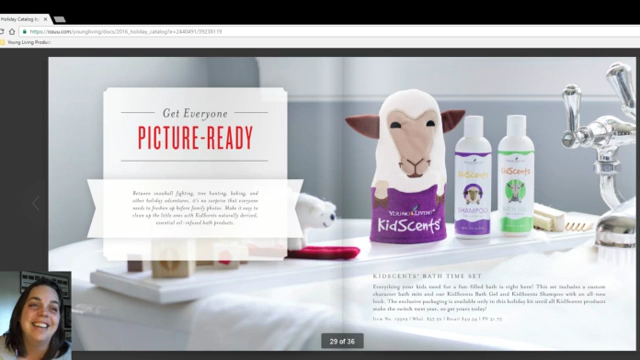 Holiday Catalog by
https://issuu.com/youngliving/docs/2016_holiday_catalog?e=2440491/39238119
Young Living Produc
Get Everyone
PICTURE-READY
Between snowball fighting, tree hunting, baking, and
other holiday adventures, it's no surprise that everyone
needs to freshen up before family photos. Make it easy to
clean up the little ones with KidScents naturally derived,
essential oil-infused bath products.
YOUNG LIVING
KidScents
KidScents
SHAMPOO
KidScents
KIDSCENTS® BATH TIME SET
Everything your kids need for a fun-filled bath is right here! This set includes a custom
character bath mitt and our KidScents Bath Gel and KidScents Shampoo with an all-new
look. The exclusive packaging is available only in this holiday kit until all KidScents products
make the switch next year, so get yours today!
Item No.
29 of 36